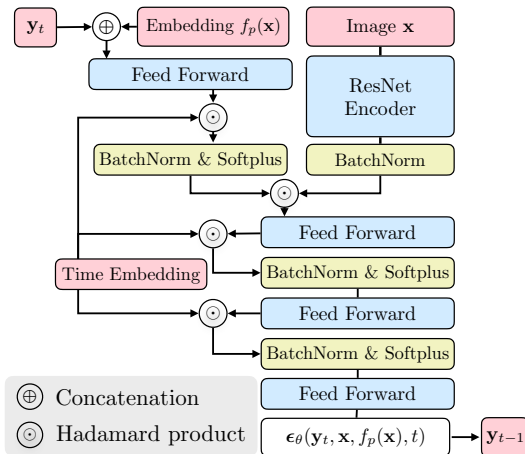 y_t ⊕ Embedding f_p(x) Image x
Feed Forward
ResNet
Encoder
⊙
BatchNorm & Softplus BatchNorm
⊙
Feed Forward
⊙
Time Embedding BatchNorm & Softplus
⊙ Feed Forward
BatchNorm & Softplus
⊕ Concatenation Feed Forward
⊙ Hadamard product ϵ_θ(y_t, x, f_p(x), t) y_{t−1}